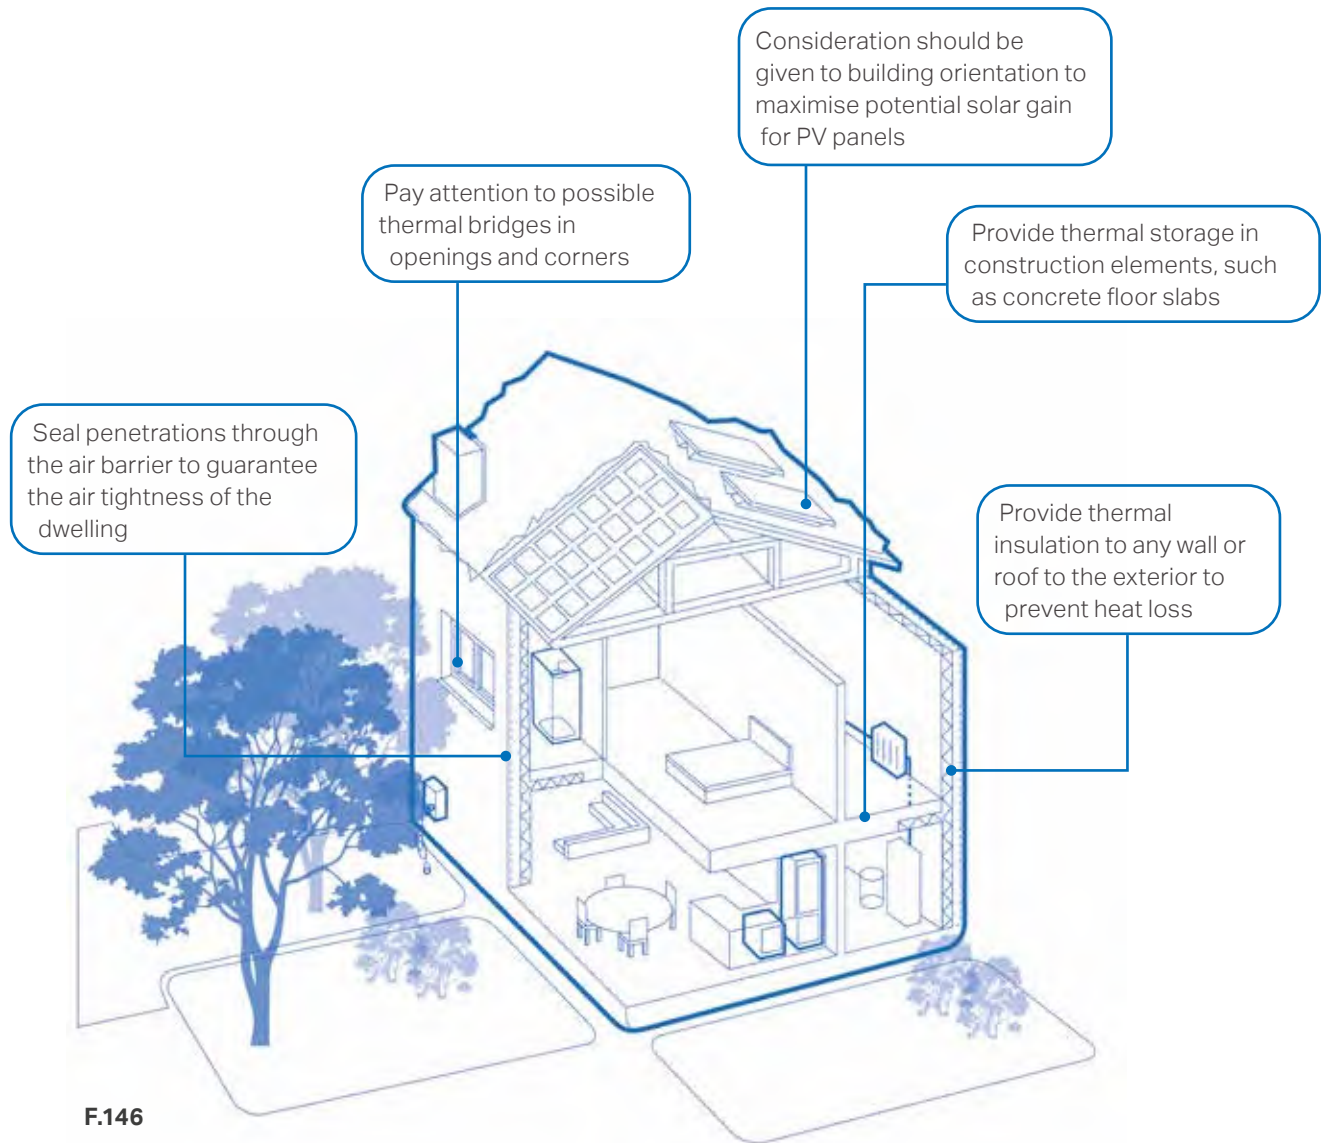 Consideration should be
given to building orientation to
maximise potential solar gain
for PV panels
Pay attention to possible
thermal bridges in
openings and corners
Provide thermal storage in
construction elements, such
as concrete floor slabs
Seal penetrations through
the air barrier to guarantee
the air tightness of the
dwelling
Provide thermal
insulation to any wall or
roof to the exterior to
prevent heat loss
F.146